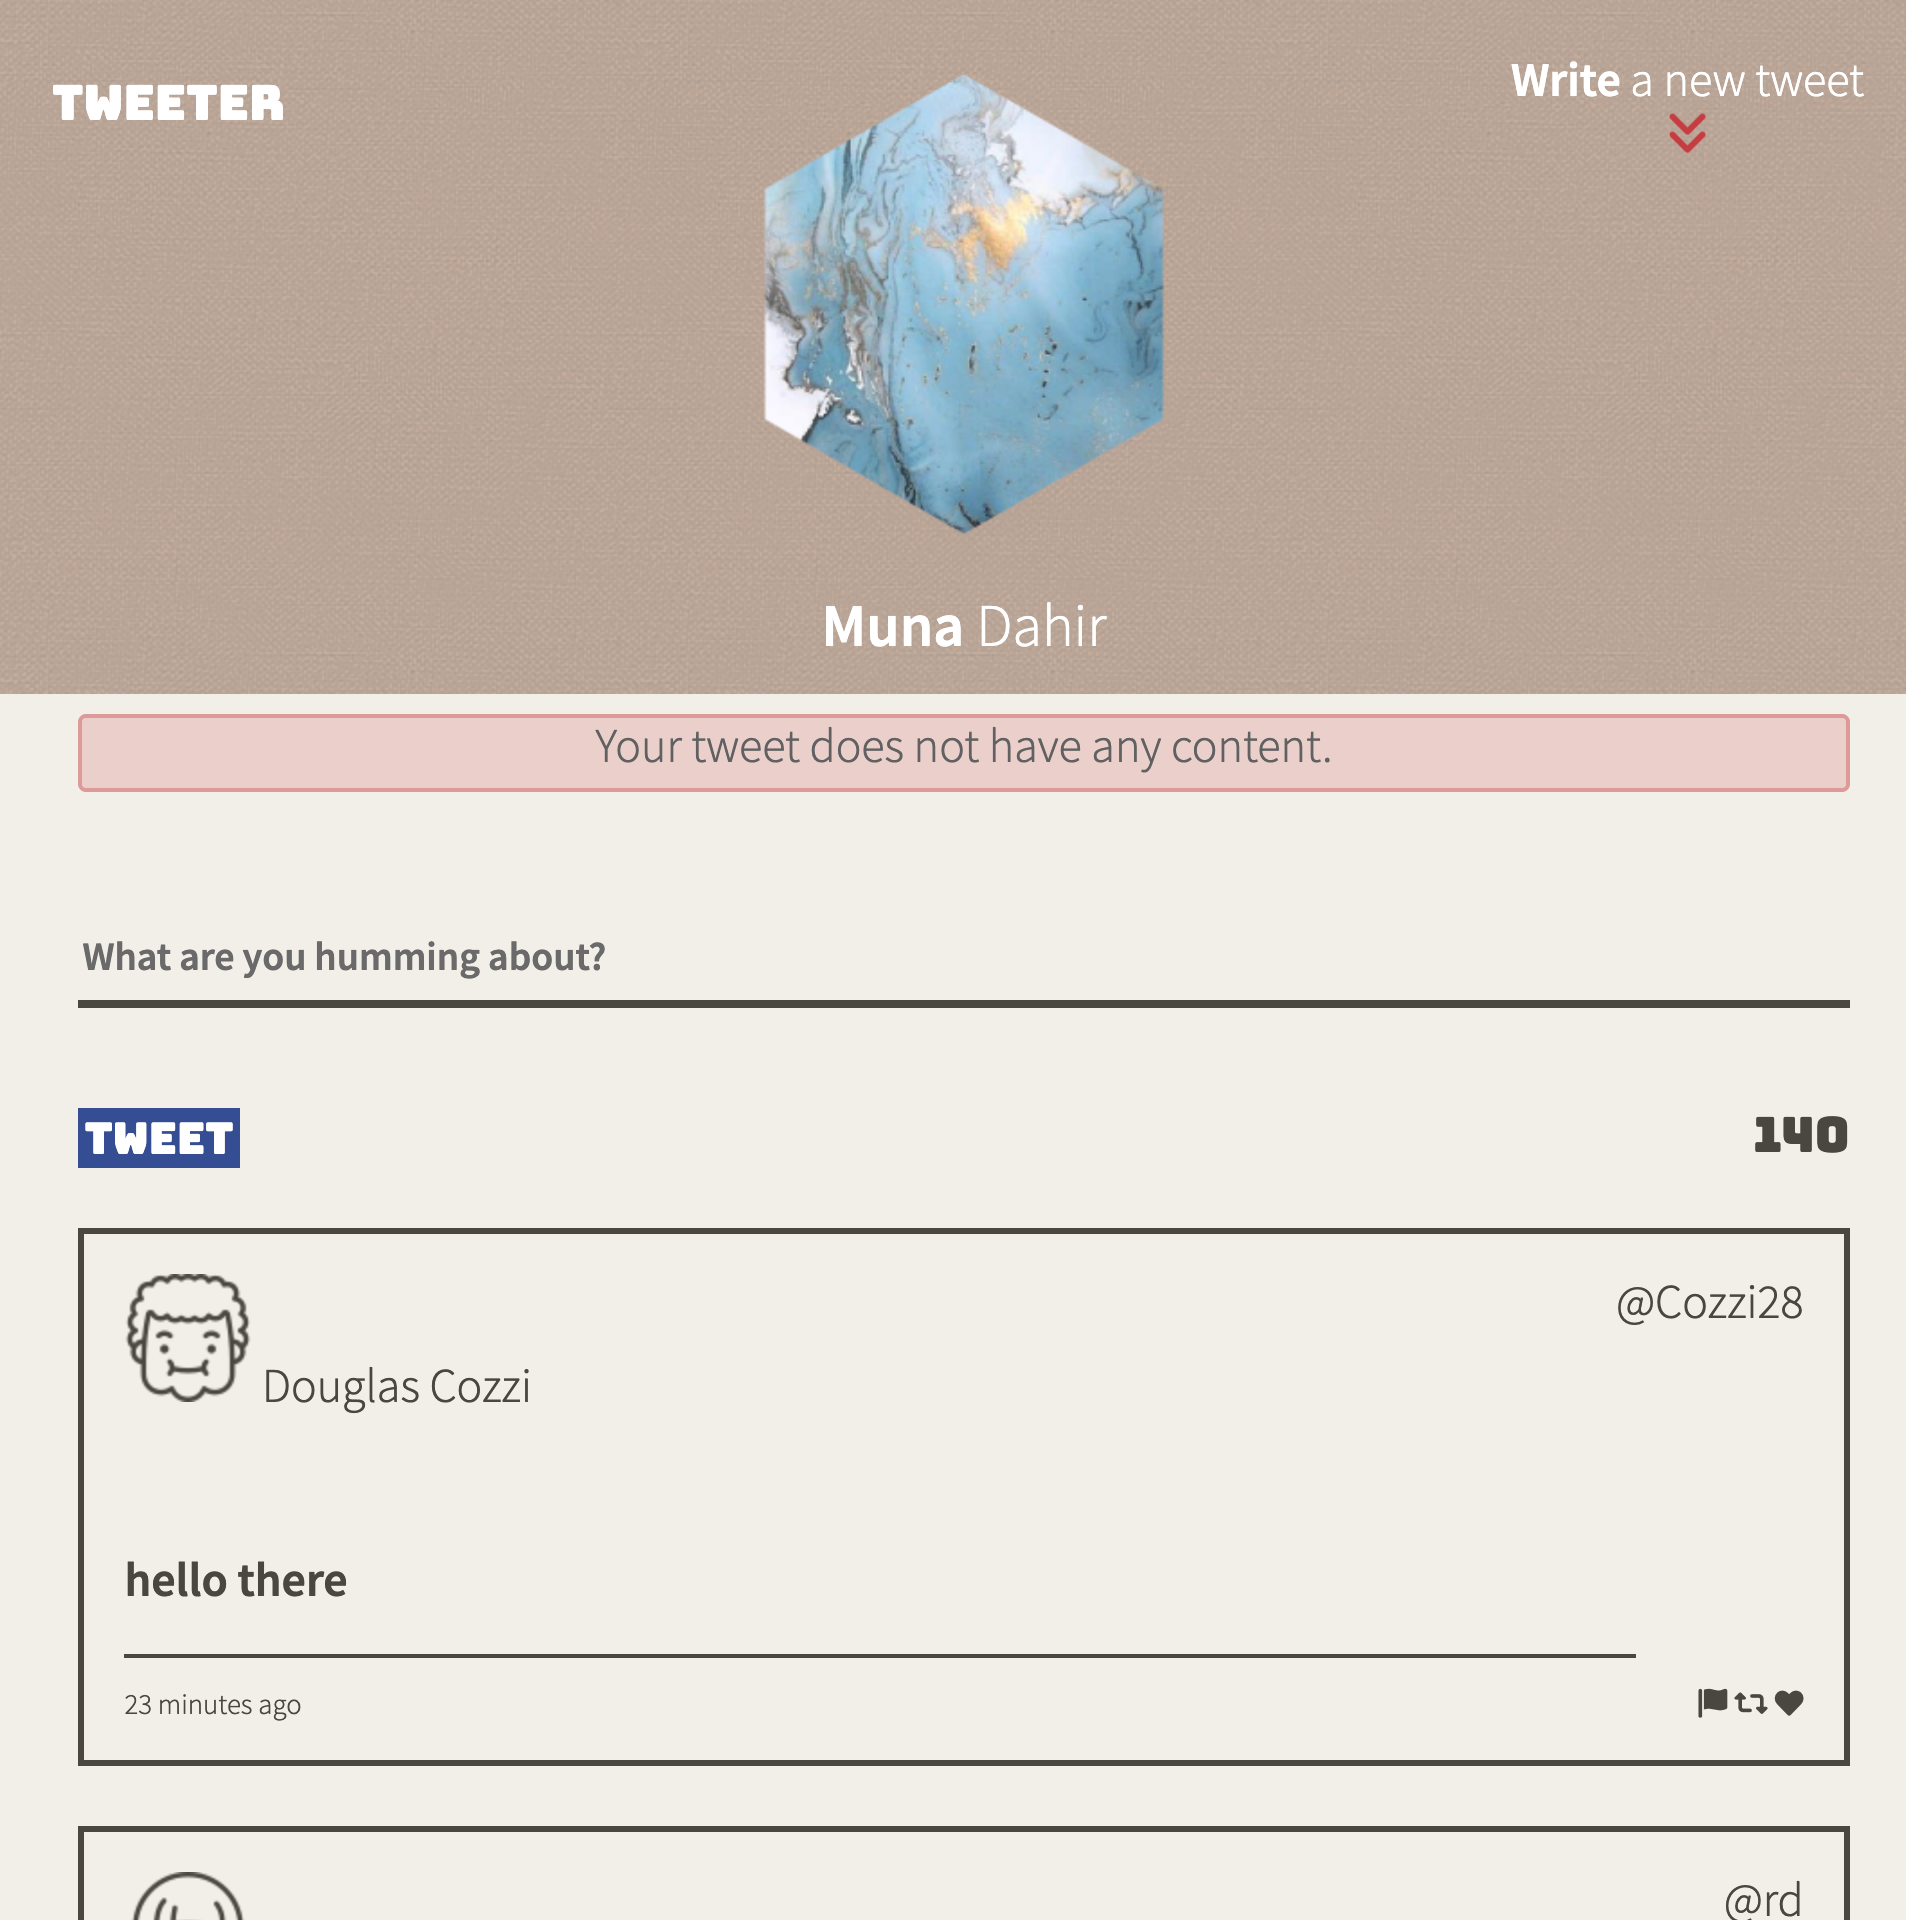 TWEETER
Write a new tweet
Muna Dahir
Your tweet does not have any content.
What are you humming about?
TWEET
140
@Cozzi28
Douglas Cozzi
hello there
23 minutes ago
@rd